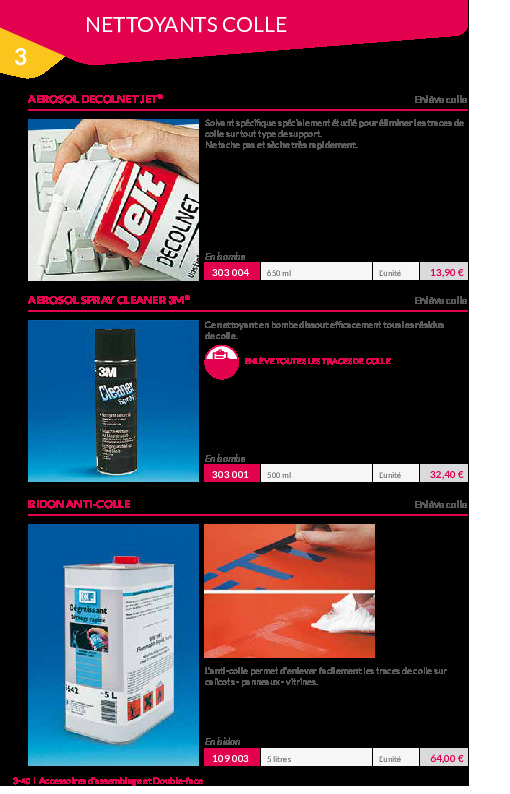 NETTOYANTS COLLE
3
AEROSOL DECOLNET JET® Enlève colle
Solvant spécifique spécialement étudié pour éliminer les traces de
colle sur tout type de support.
Ne tache pas et sèche très rapidement.
Jelt
DECOLNET
En bombe
303 004 650 ml L'unité 13,90 €
AEROSOL SPRAY CLEANER 3M® Enlève colle
Ce nettoyant en bombe dissout efficacement tous les résidus
de colle.
ENLÈVE TOUTES LES TRACES DE COLLE
3M
Cleaner
Spray
En bombe
303 001 500 ml L'unité 32,40 €
BIDON ANTI-COLLE Enlève colle
Dégraissant
Séchage rapide
5 L
L'anti-colle permet d'enlever facilement les traces de colle sur
calicots - panneaux - vitrines.
En bidon
109 003 5 litres L'unité 64,00 €
3-40 I Accessoires d'assemblage et Double-face